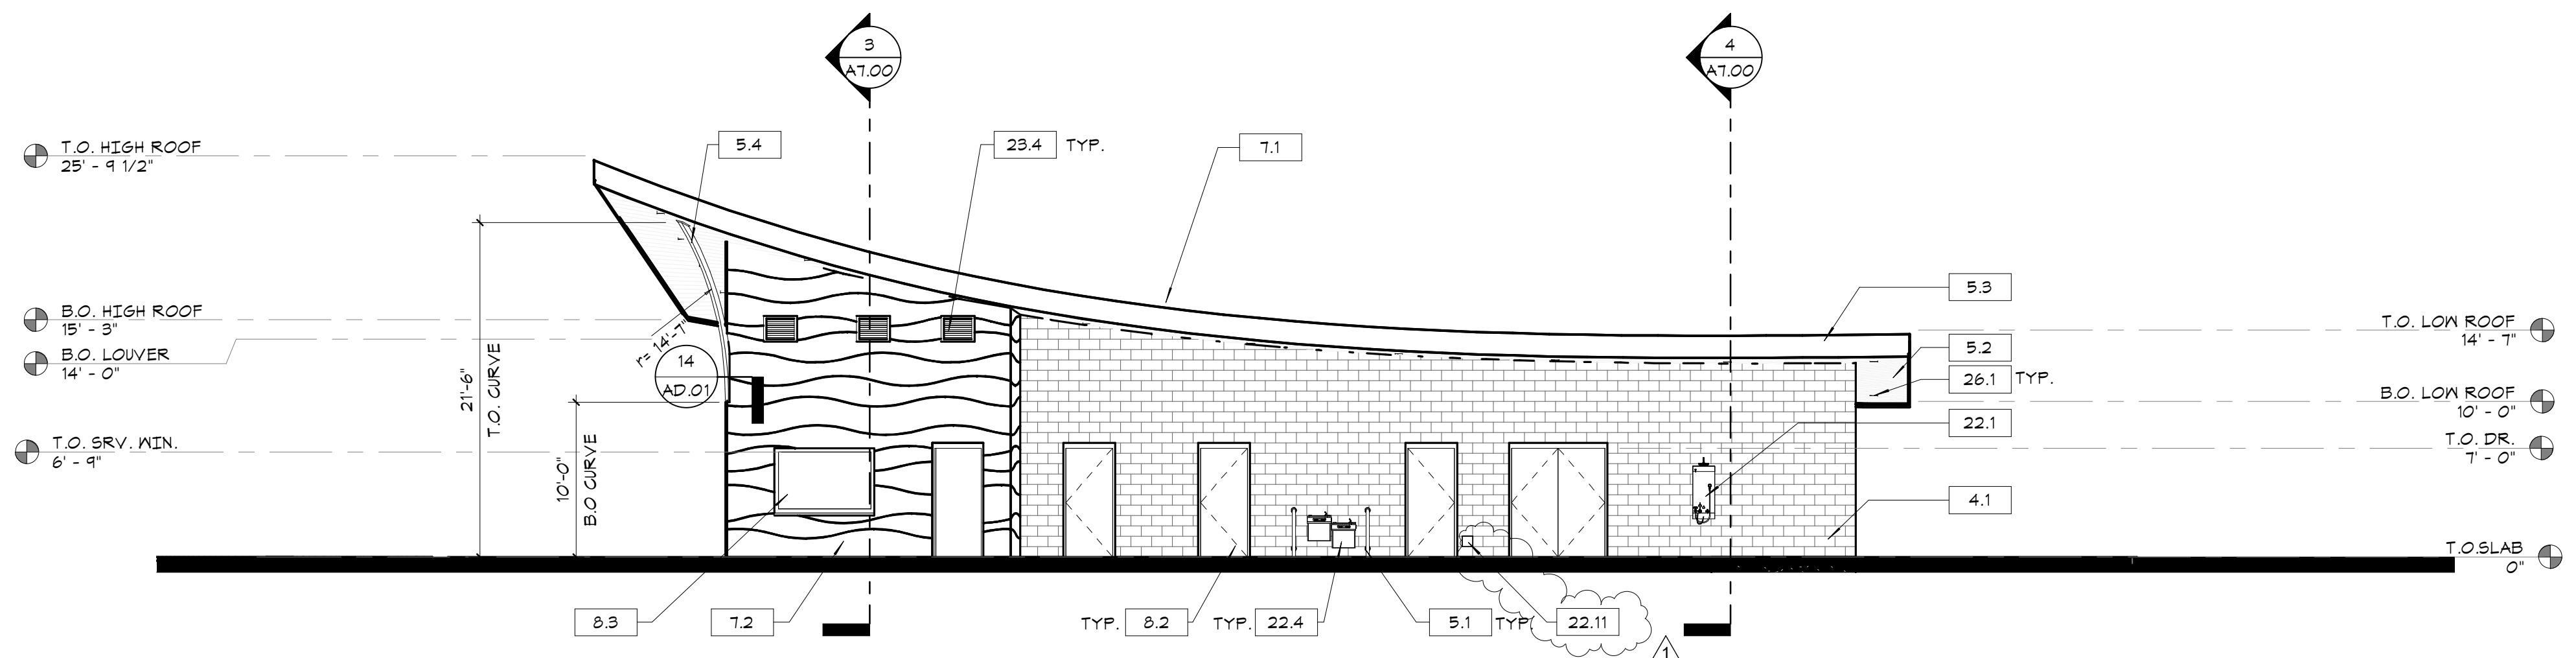 3
A7.00
4
A7.00
5.4
23.4 TYP.
7.1
T.O. HIGH ROOF
25' - 9 1/2"
B.O. HIGH ROOF
15' - 3"
B.O. LOUVER
14' - 0"
T.O. SRV. WIN.
6' - 9"
21'-6"
T.O. CURVE
10'-0"
B.O CURVE
r= 14'-7"
14
AD.01
5.3
5.2
26.1 TYP.
22.1
4.1
T.O. LOW ROOF
14' - 7"
B.O. LOW ROOF
10' - 0"
T.O. DR.
7' - 0"
T.O.SLAB
0"
8.3
7.2
TYP. 8.2
TYP. 22.4
5.1 TYP.
22.11
1